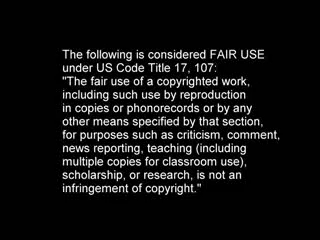 The following is considered FAIR USE
under US Code Title 17, 107:
"The fair use of a copyrighted work,
including such use by reproduction
in copies or phonorecords or by any
other means specified by that section,
for purposes such as criticism, comment,
news reporting, teaching (including
multiple copies for classroom use),
scholarship, or research, is not an
infringement of copyright."